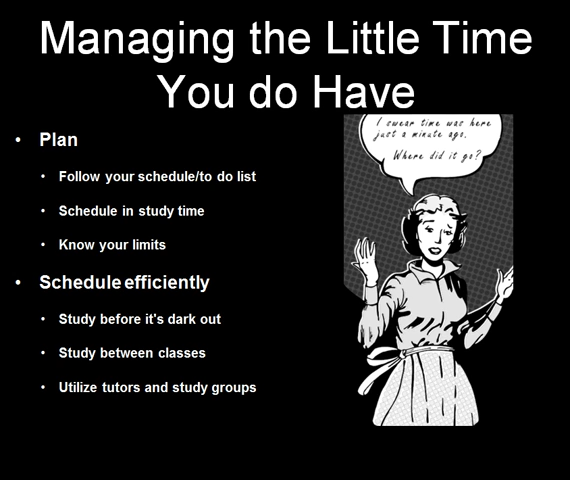 Managing the Little Time
You do Have
• Plan
• Follow your schedule/to do list
• Schedule in study time
• Know your limits
• Schedule efficiently
• Study before it's dark out
• Study between classes
• Utilize tutors and study groups
I swear time was here
just a minute ago.
Where did it go?